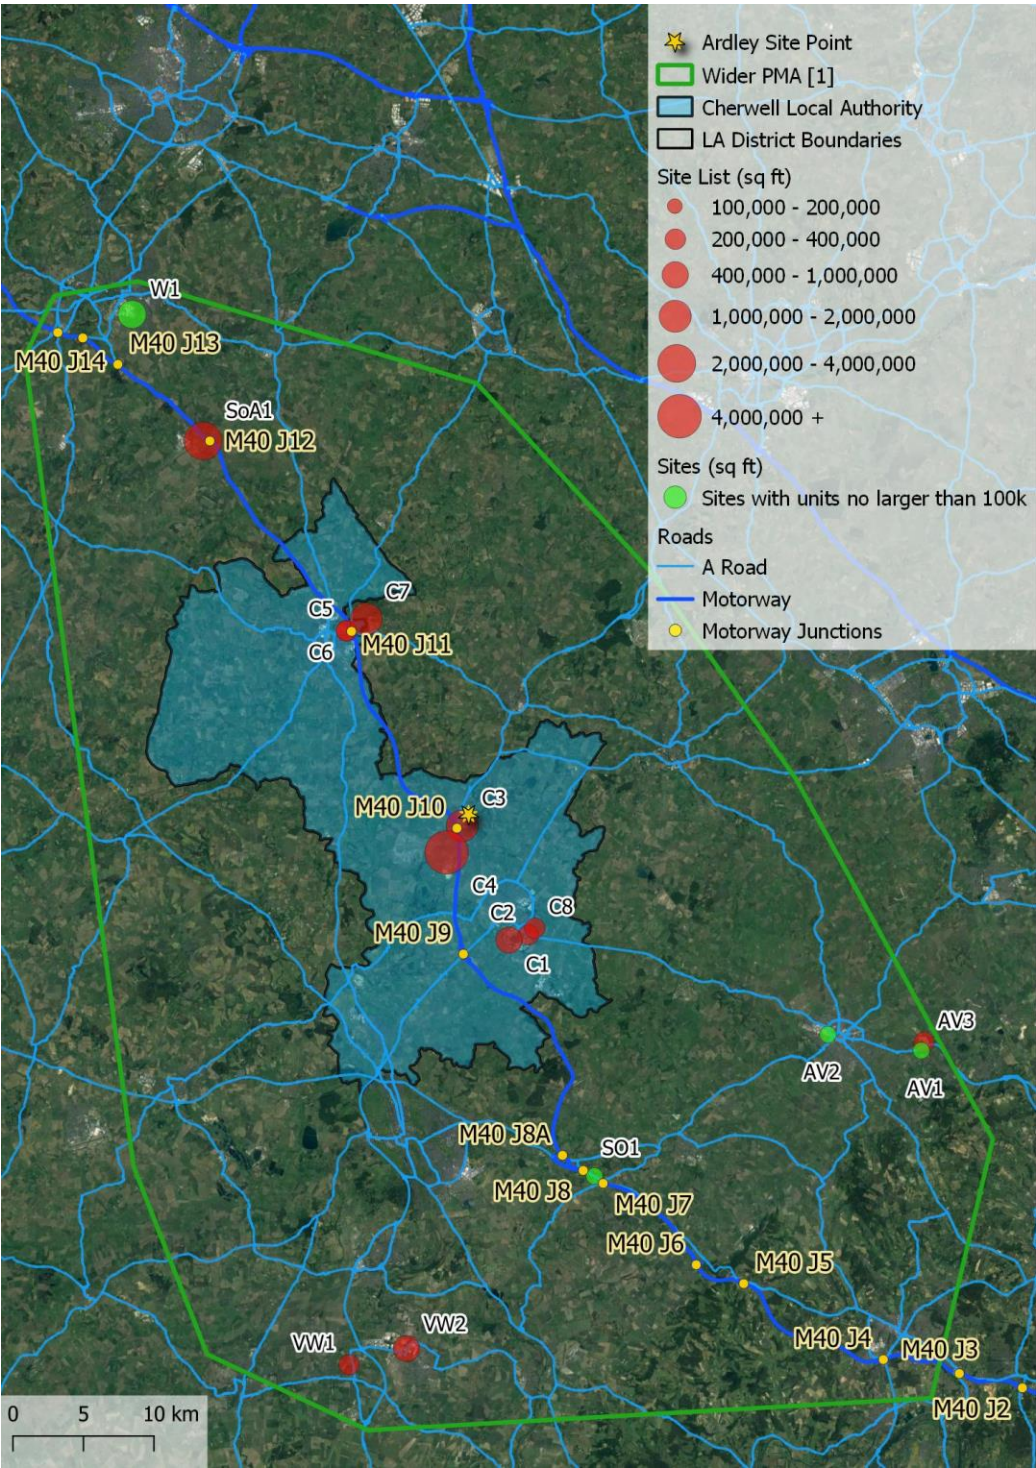 Ardley Site Point
Wider PMA [1]
Cherwell Local Authority
LA District Boundaries
Site List (sq ft)
100,000 - 200,000
200,000 - 400,000
400,000 - 1,000,000
1,000,000 - 2,000,000
2,000,000 - 4,000,000
4,000,000 +
Sites (sq ft)
Sites with units no larger than 100k
Roads
A Road
Motorway
Motorway Junctions
W1
M40 J13
M40 J14
SoA1
M40 J12
C7
C5
M40 J11
C6
C3
M40 J10
C4
C8
C2
M40 J9
C1
AV3
AV2
AV1
M40 J8A
SO1
M40 J8
M40 J7
M40 J6
M40 J5
VW2
VW1
M40 J4
M40 J3
M40 J2
0 5 10 km